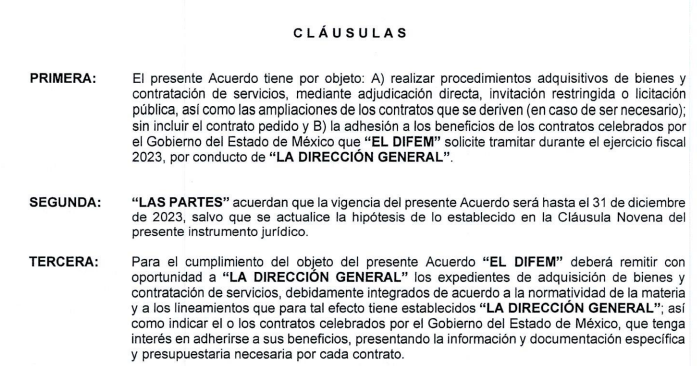 CLÁUSULAS
PRIMERA: El presente Acuerdo tiene por objeto: A) realizar procedimientos adquisitivos de bienes y
contratación de servicios, mediante adjudicación directa, invitación restringida o licitación
pública, así como las ampliaciones de los contratos que se deriven (en caso de ser necesario);
sin incluir el contrato pedido y B) la adhesión a los beneficios de los contratos celebrados por
el Gobierno del Estado de México que "EL DIFEM" solicite tramitar durante el ejercicio fiscal
2023, por conducto de "LA DIRECCIÓN GENERAL".
SEGUNDA: "LAS PARTES" acuerdan que la vigencia del presente Acuerdo será hasta el 31 de diciembre
de 2023, salvo que se actualice la hipótesis de lo establecido en la Cláusula Novena del
presente instrumento jurídico.
TERCERA: Para el cumplimiento del objeto del presente Acuerdo "EL DIFEM" deberá remitir con
oportunidad a "LA DIRECCIÓN GENERAL" los expedientes de adquisición de bienes y
contratación de servicios, debidamente integrados de acuerdo a la normatividad de la materia
y a los lineamientos que para tal efecto tiene establecidos "LA DIRECCIÓN GENERAL"; así
como indicar el o los contratos celebrados por el Gobierno del Estado de México, que tenga
interés en adherirse a sus beneficios, presentando la información y documentación específica
y presupuestaria necesaria por cada contrato.